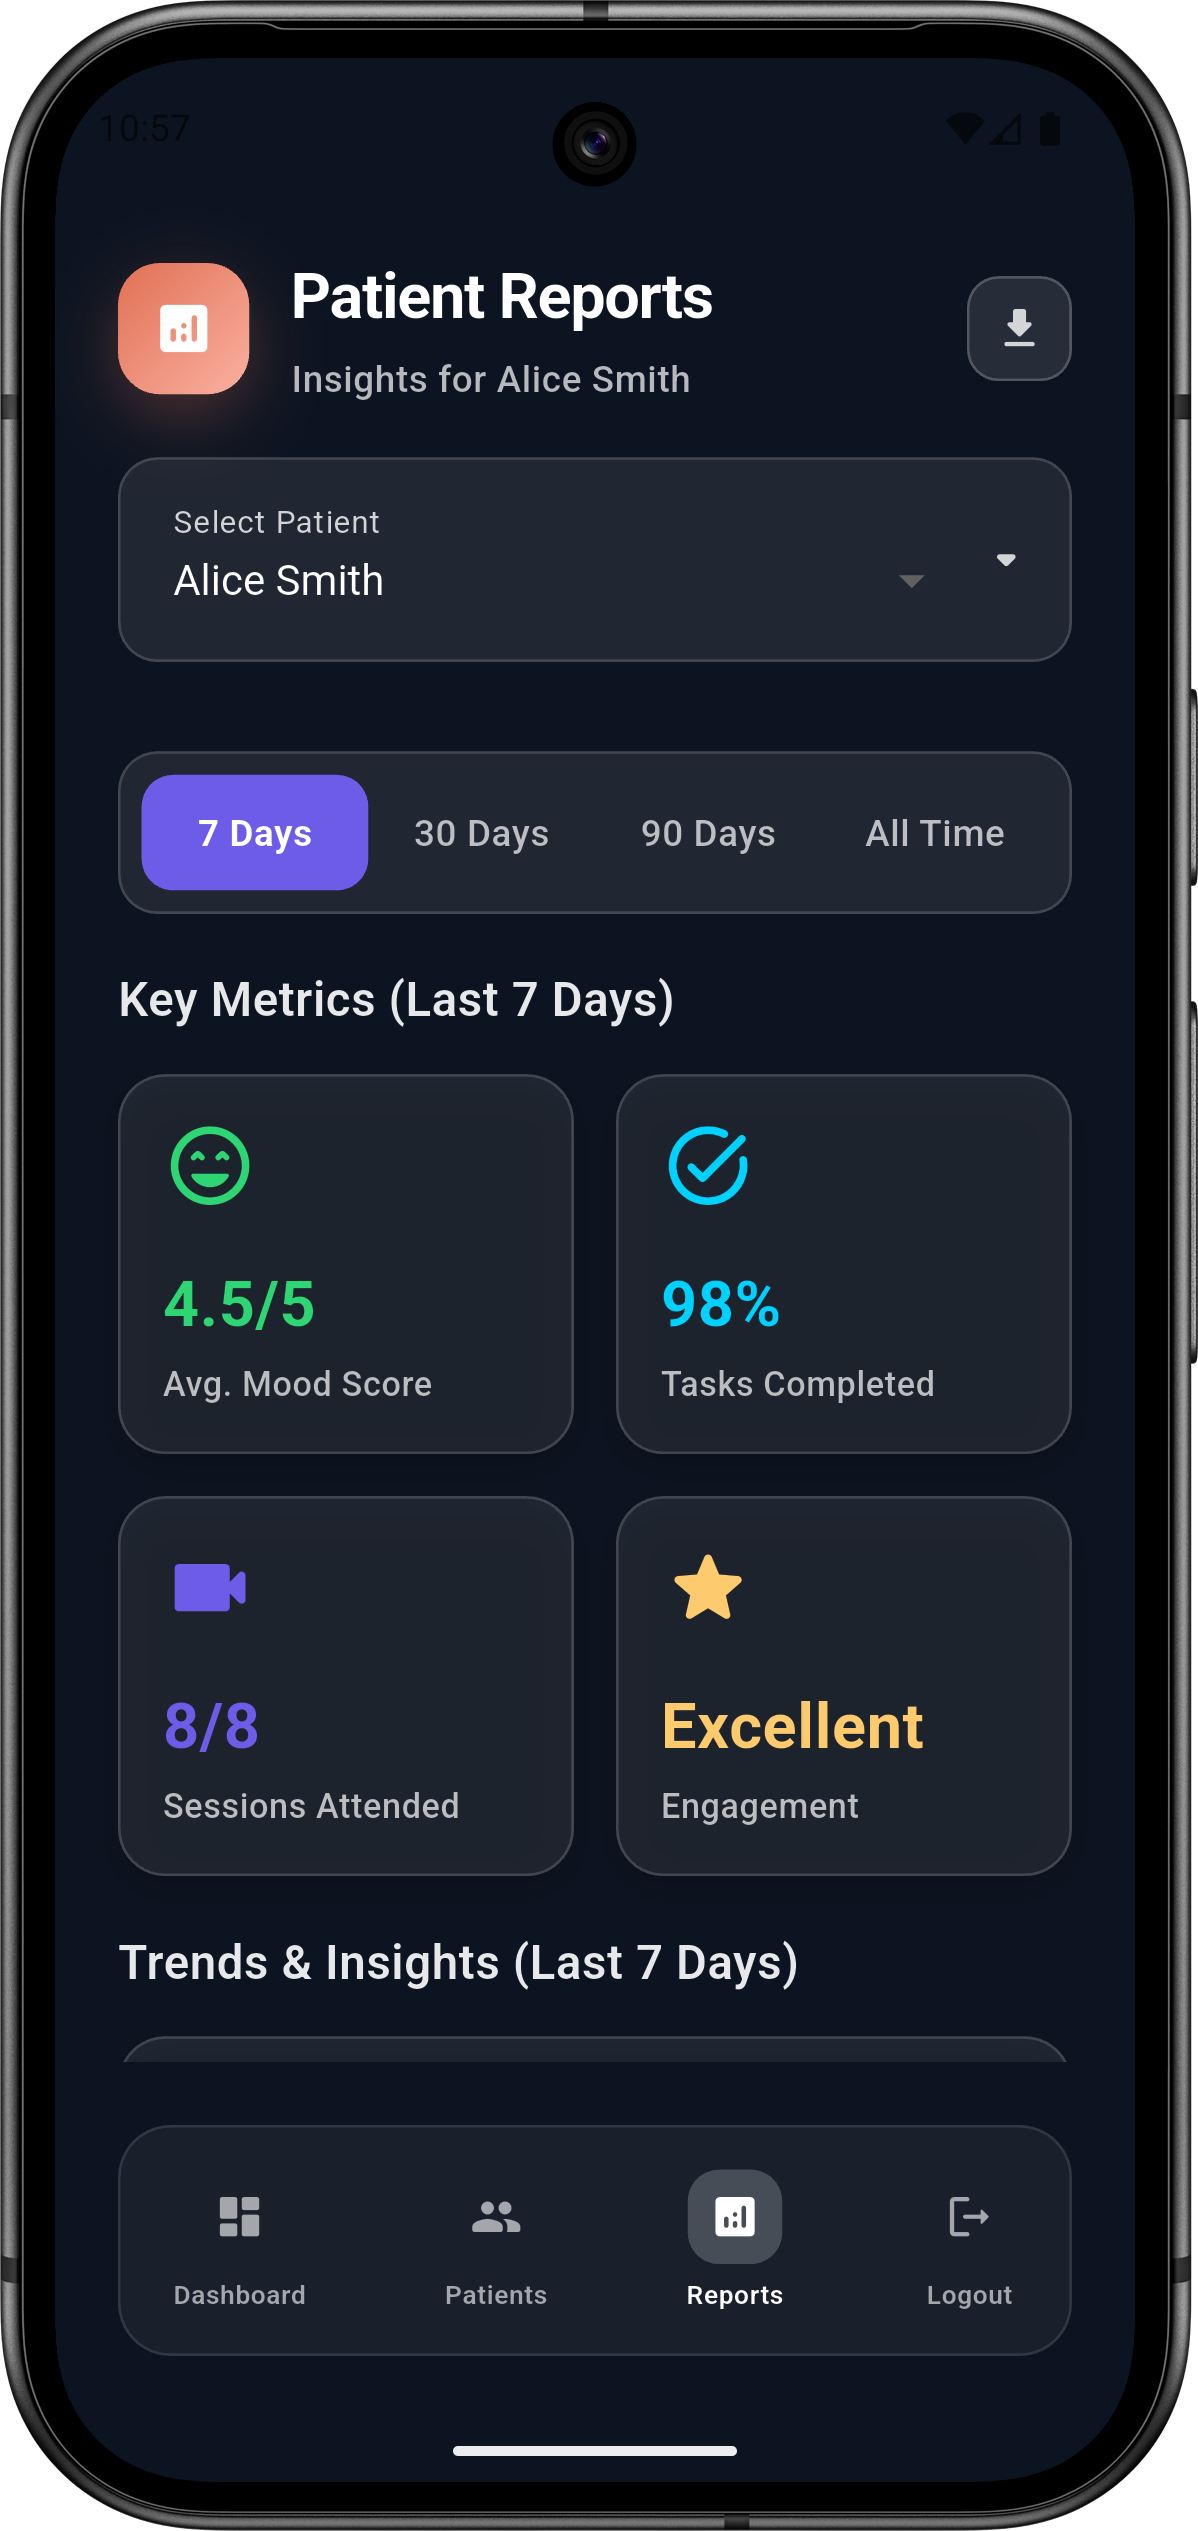 10:57
Patient Reports
Insights for Alice Smith
Select Patient
Alice Smith
7 Days
30 Days
90 Days
All Time
Key Metrics (Last 7 Days)
4.5/5
Avg. Mood Score
98%
Tasks Completed
8/8
Sessions Attended
Excellent
Engagement
Trends & Insights (Last 7 Days)
Dashboard
Patients
Reports
Logout